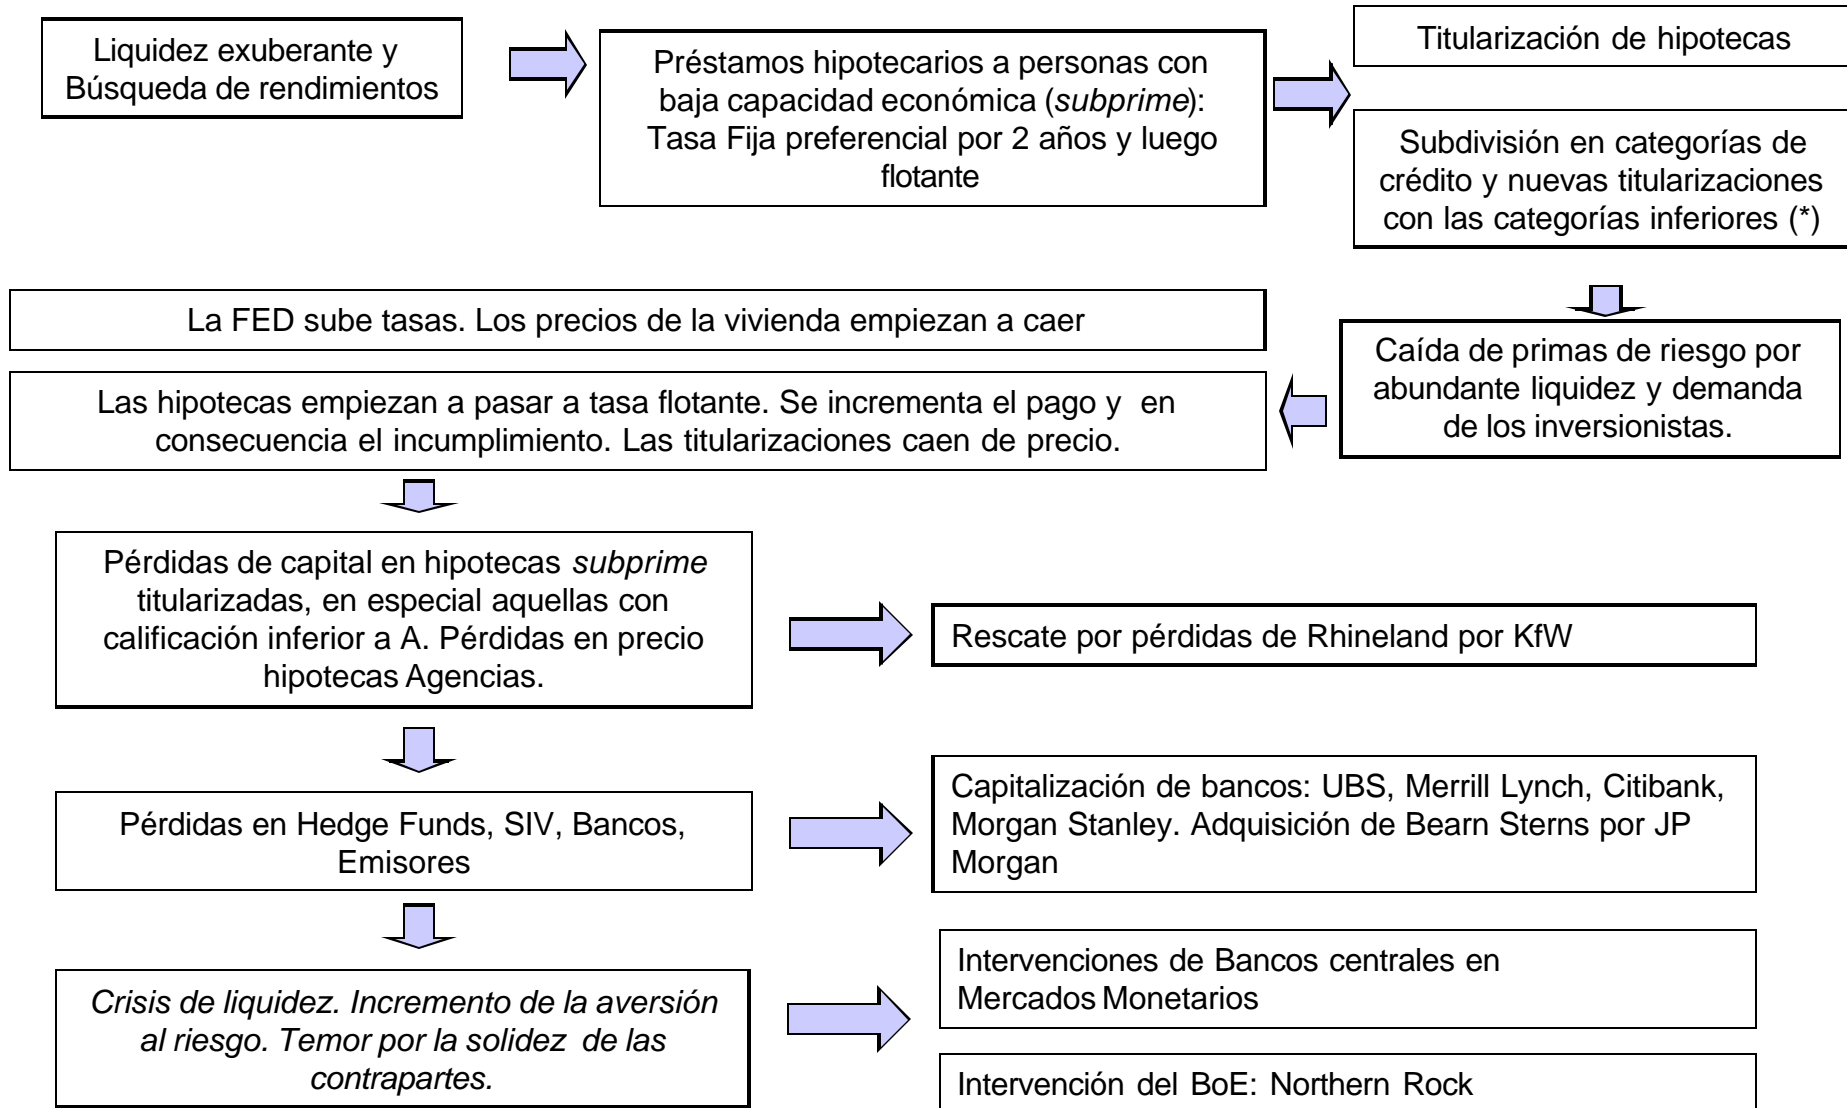 Liquidez exuberante y
Búsqueda de rendimientos
Préstamos hipotecarios a personas con
baja capacidad económica (subprime):
Tasa Fija preferencial por 2 años y luego
flotante
Titularización de hipotecas
Subdivisión en categorías de
crédito y nuevas titularizaciones
con las categorías inferiores (*)
La FED sube tasas. Los precios de la vivienda empiezan a caer
Caída de primas de riesgo por
abundante liquidez y demanda
de los inversionistas.
Las hipotecas empiezan a pasar a tasa flotante. Se incrementa el pago y en
consecuencia el incumplimiento. Las titularizaciones caen de precio.
Pérdidas de capital en hipotecas subprime
titularizadas, en especial aquellas con
calificación inferior a A. Pérdidas en precio
hipotecas Agencias.
Rescate por pérdidas de Rhineland por KfW
Pérdidas en Hedge Funds, SIV, Bancos,
Emisores
Capitalización de bancos: UBS, Merrill Lynch, Citibank,
Morgan Stanley. Adquisición de Bearn Sterns por JP
Morgan
Crisis de liquidez. Incremento de la aversión
al riesgo. Temor por la solidez de las
contrapartes.
Intervenciones de Bancos centrales en
Mercados Monetarios
Intervención del BoE: Northern Rock